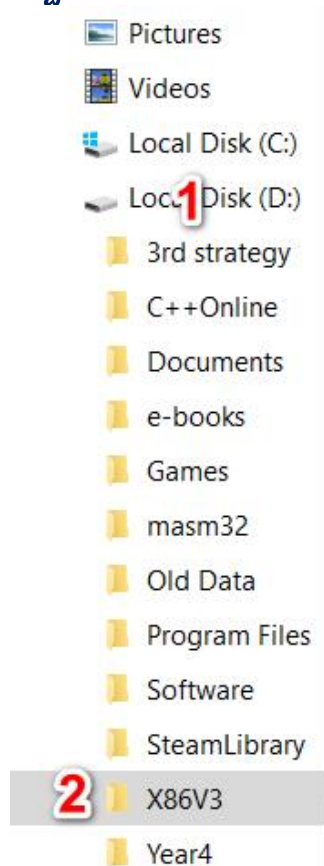 Pictures
Videos
Local Disk (C:)
Local Disk (D:)
1
3rd strategy
C++Online
Documents
e-books
Games
masm32
Old Data
Program Files
Software
SteamLibrary
2 X86V3
Year4